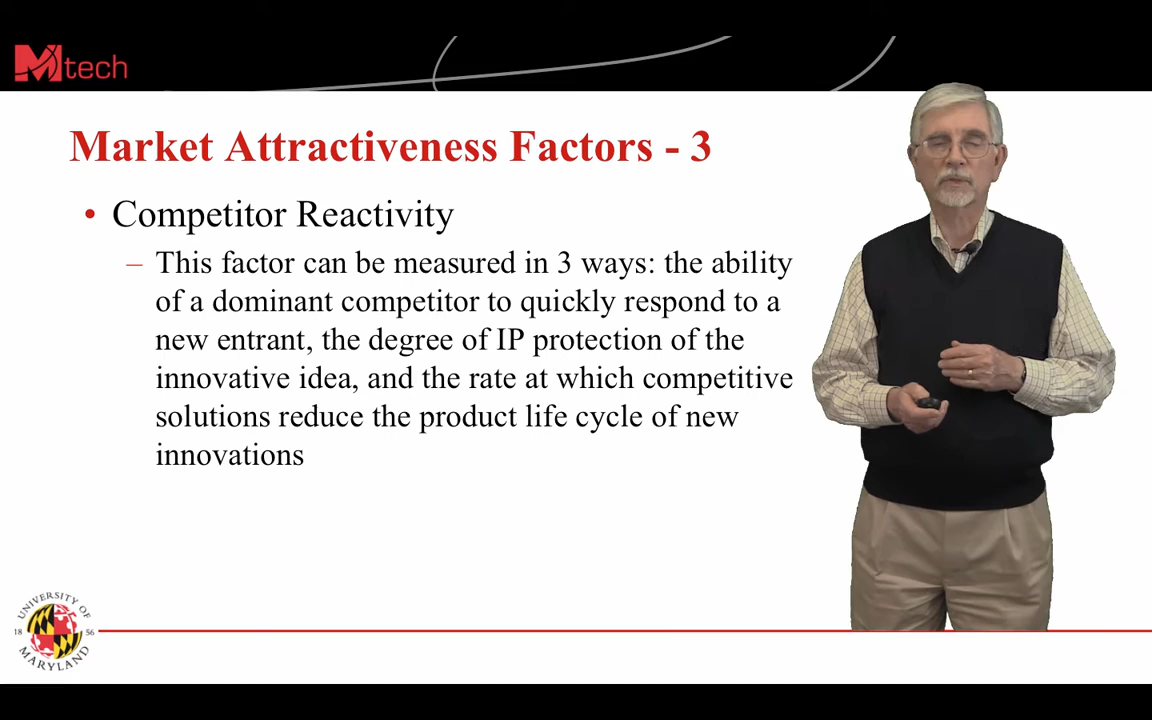 Mtech
Market Attractiveness Factors - 3
• Competitor Reactivity
– This factor can be measured in 3 ways: the ability
of a dominant competitor to quickly respond to a
new entrant, the degree of IP protection of the
innovative idea, and the rate at which competitive
solutions reduce the product life cycle of new
innovations
UNIVERSITY OF
18 56
MARYLAND